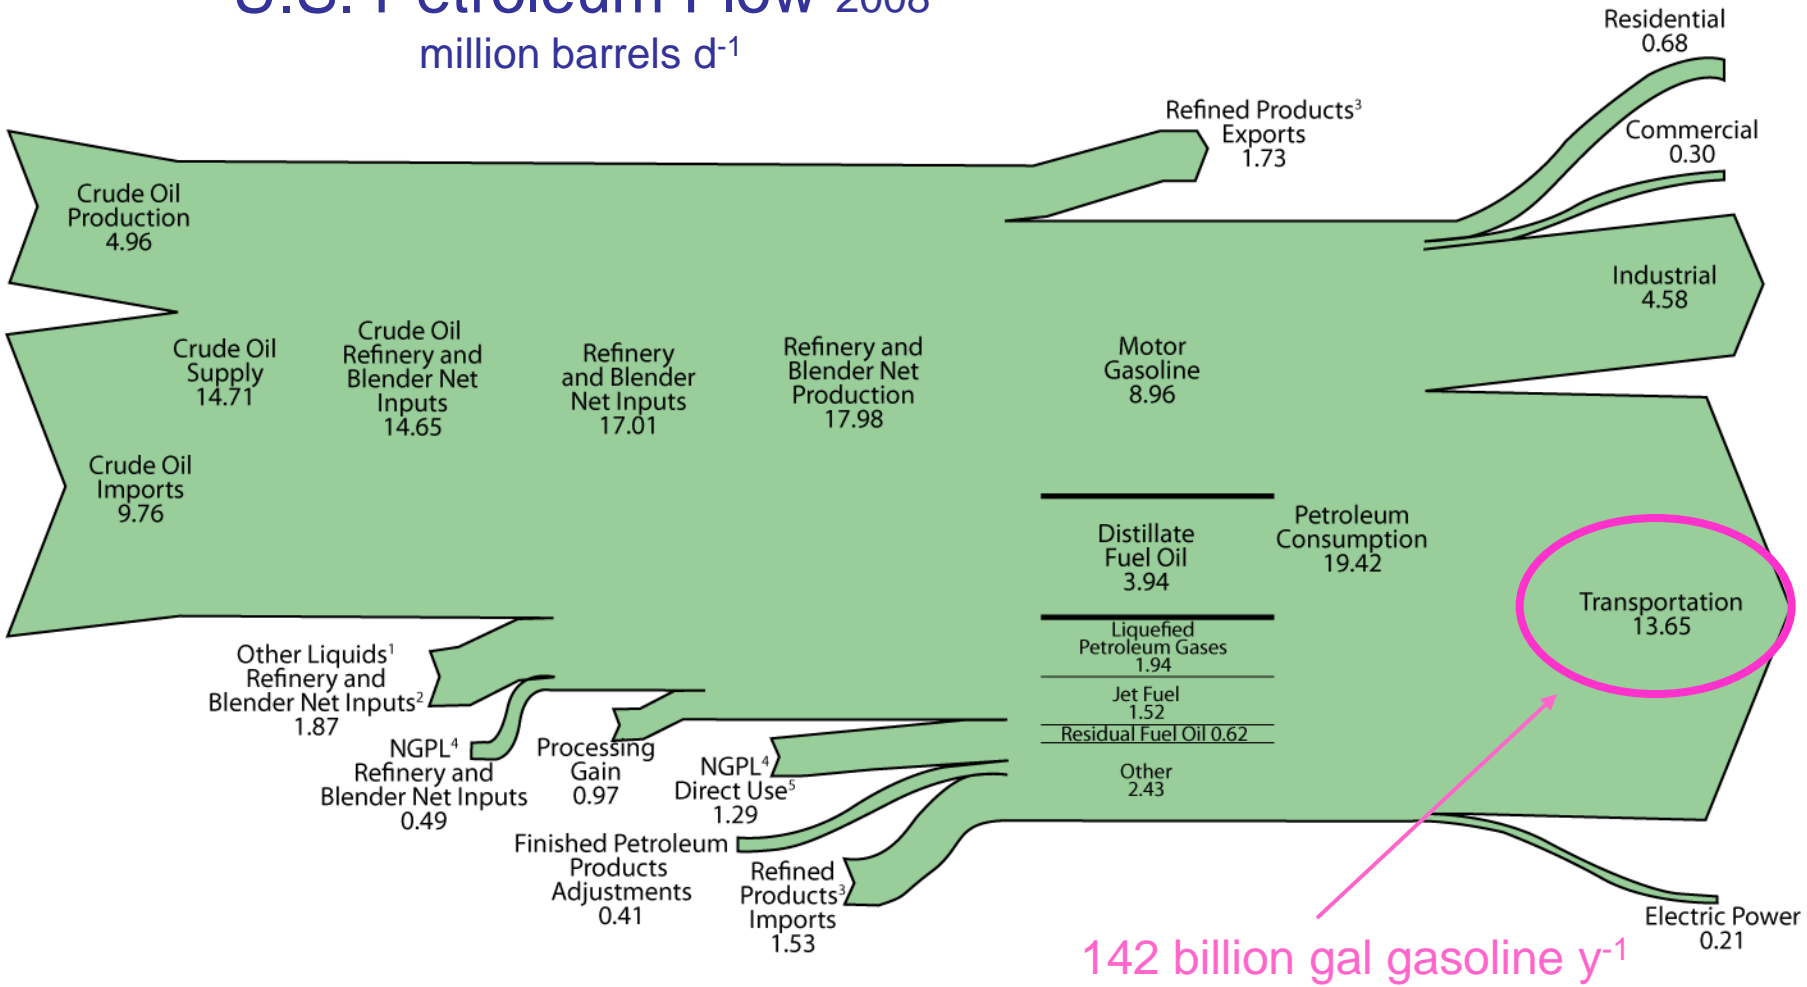 U.S. Petroleum Flow 2008
million barrels d-1
Residential
0.68
Refined Products3
Exports
1.73
Commercial
0.30
Crude Oil
Production
4.96
Industrial
4.58
Crude Oil
Supply
14.71
Crude Oil
Refinery and
Blender Net
Inputs
14.65
Refinery
and Blender
Net Inputs
17.01
Refinery and
Blender Net
Production
17.98
Motor
Gasoline
8.96
Crude Oil
Imports
9.76
Distillate
Fuel Oil
3.94
Petroleum
Consumption
19.42
Transportation
13.65
Liquefied
Petroleum Gases
1.94
Jet Fuel
1.52
Residual Fuel Oil 0.62
Other
2.43
Other Liquids1
Refinery and
Blender Net Inputs2
1.87
NGPL4
Refinery and
Blender Net Inputs
0.49
Processing
Gain
0.97
NGPL4
Direct Use5
1.29
Finished Petroleum
Products
Adjustments
0.41
Refined
Products3
Imports
1.53
Electric Power
0.21
142 billion gal gasoline y-1